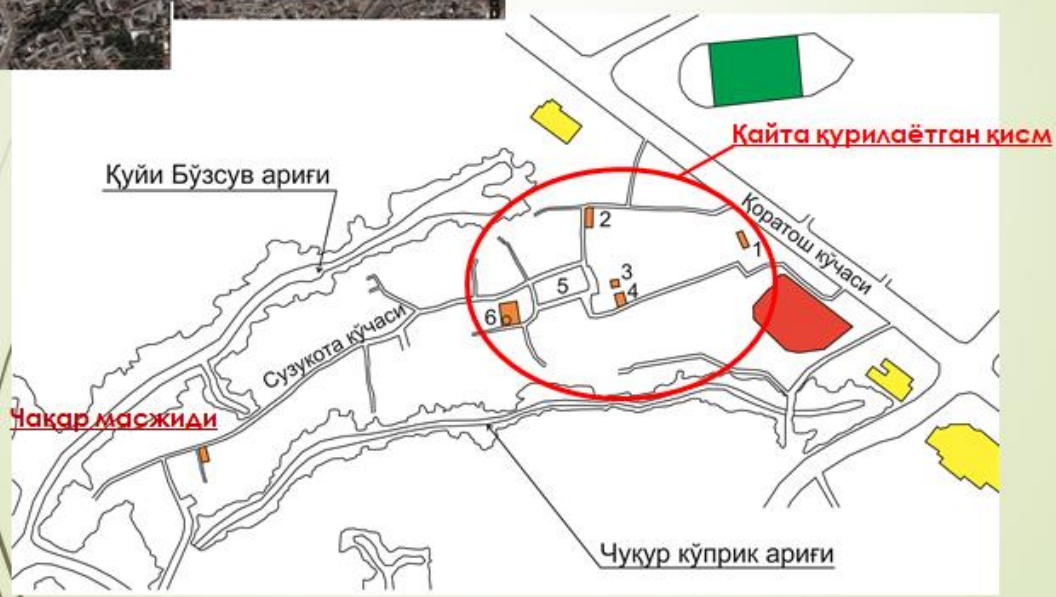 Қайта қурилаётган қисм
Қуйи Бўзсув ариғи
Коратош кўчаси
2
1
3
5
4
6
Сузукота кўчаси
Чақар масжиди
Чуқур кўприк ариғи